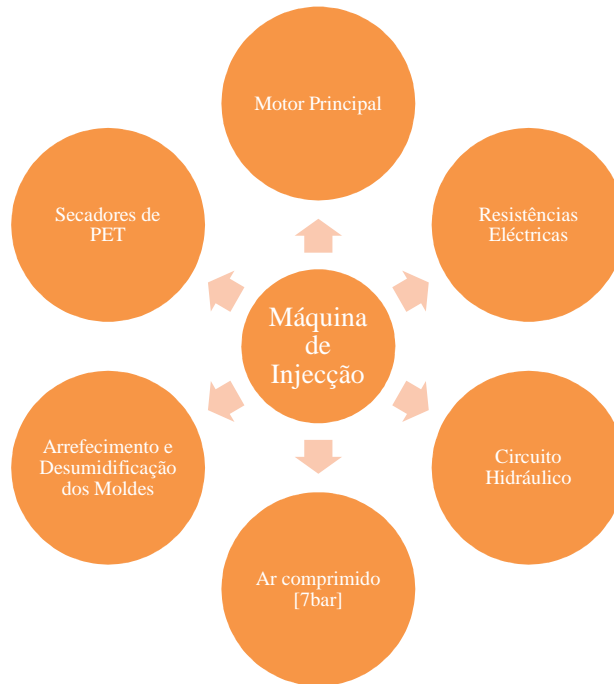 Motor Principal
Secadores de
PET
Resistências
Eléctricas
Máquina
de
Injecção
Arrefecimento e
Desumidificação
dos Moldes
Circuito
Hidráulico
Ar comprimido
[7bar]